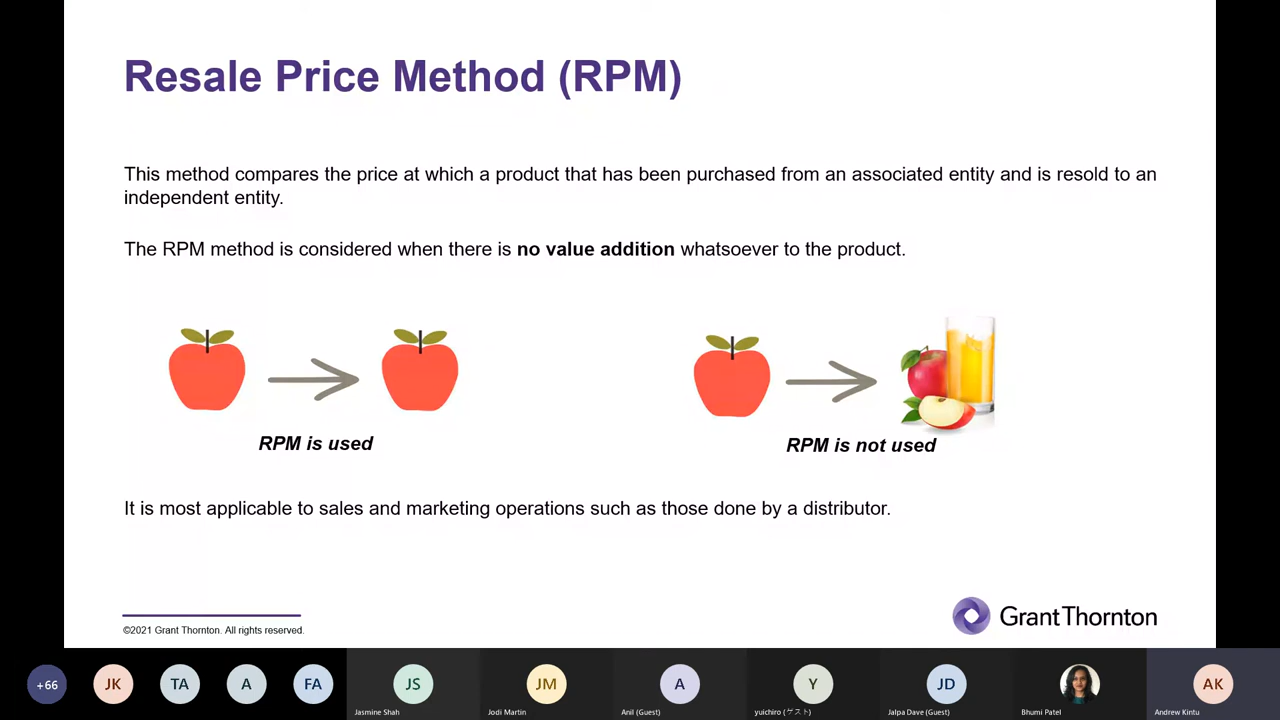 Resale Price Method (RPM)
This method compares the price at which a product that has been purchased from an associated entity and is resold to an
independent entity.
The RPM method is considered when there is no value addition whatsoever to the product.
RPM is used
RPM is not used
It is most applicable to sales and marketing operations such as those done by a distributor.
©2021 Grant Thornton. All rights reserved.
GrantThornton
+66
JK
TA
A
FA
JS
JM
A
Y
JD
AK
Jasmine Shah
Jodi Martin
Anil (Guest)
yuichiro (ゲスト)
Jalpa Dave (Guest)
Bhumi Patel
Andrew Kintu